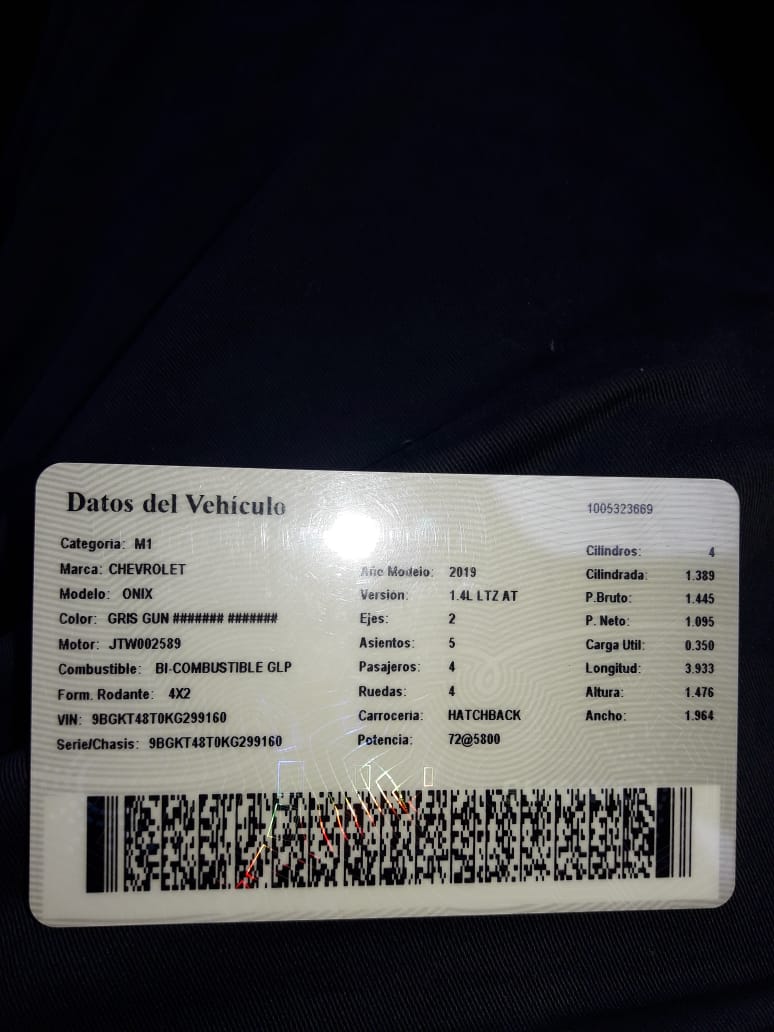 Datos del Vehículo
1005323669
Categoria: M1
Marca: CHEVROLET
Modelo: ONIX
Color: GRIS GUN ####### #######
Motor: JTW002589
Combustible: BI-COMBUSTIBLE GLP
Form. Rodante: 4X2
VIN: 9BGKT48T0KG299160
Serie/Chasis: 9BGKT48T0KG299160
Año Modelo: 2019
Versión: 1.4L LTZ AT
Ejes: 2
Asientos: 5
Pasajeros: 4
Ruedas: 4
Carrocería: HATCHBACK
Potencia: 72@5800
Cilindros: 4
Cilindrada: 1.389
P.Bruto: 1.445
P. Neto: 1.095
Carga Util: 0.350
Longitud: 3.933
Altura: 1.476
Ancho: 1.964